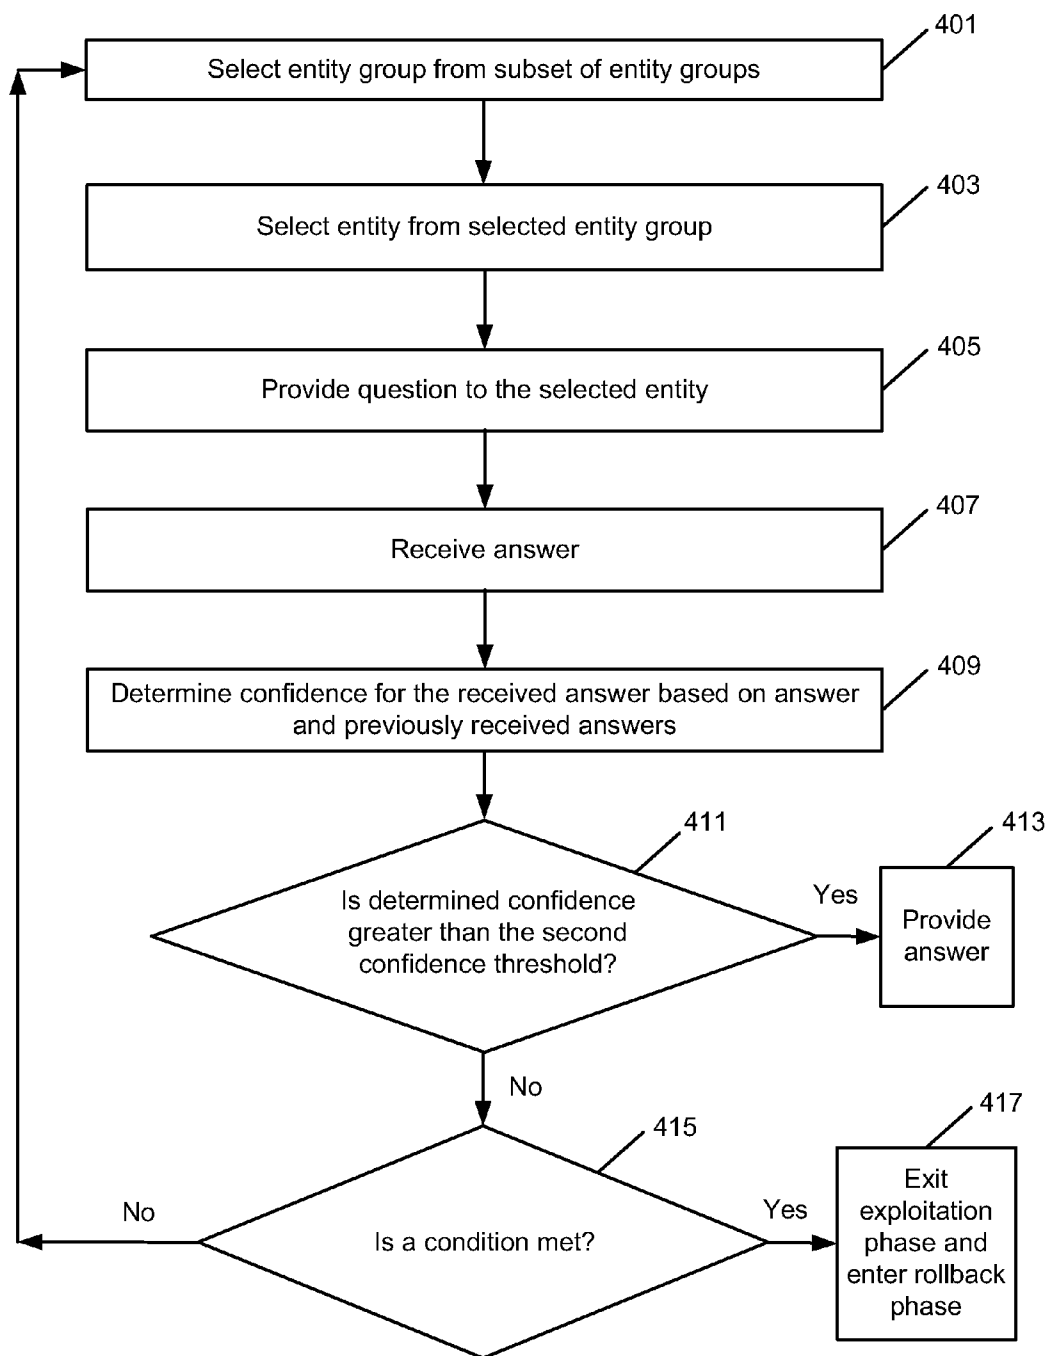 401
Select entity group from subset of entity groups
403
Select entity from selected entity group
405
Provide question to the selected entity
407
Receive answer
409
Determine confidence for the received answer based on answer
and previously received answers
411
413
Is determined confidence
greater than the second
confidence threshold?
Yes
Provide
answer
No
415
417
Is a condition met?
No
Yes
Exit
exploitation
phase and
enter rollback
phase